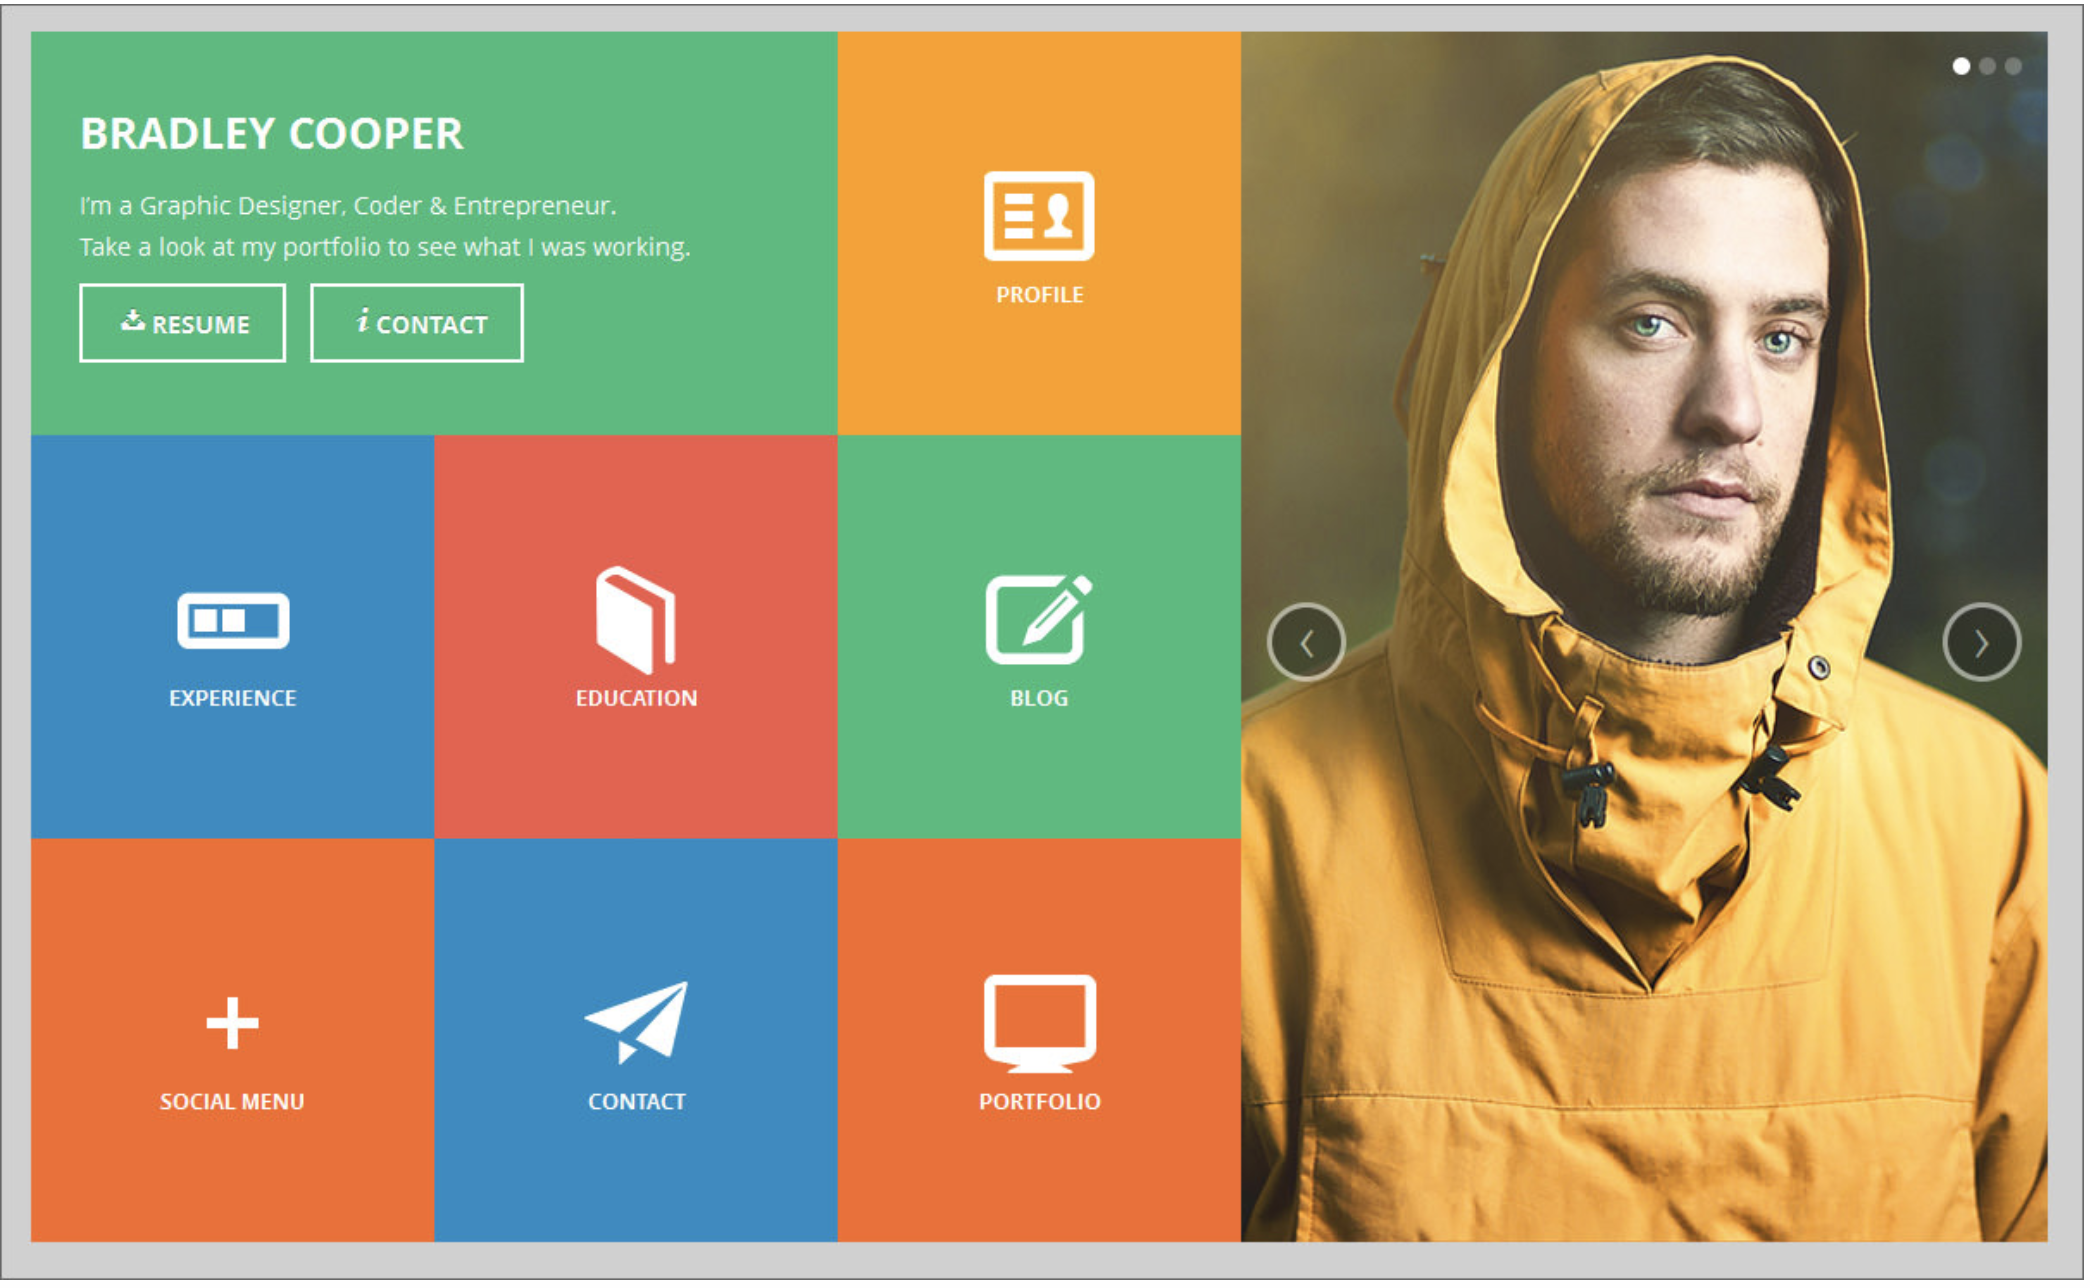 BRADLEY COOPER
I'm a Graphic Designer, Coder & Entrepreneur.
Take a look at my portfolio to see what I was working.
RESUME
i CONTACT
PROFILE
EXPERIENCE
EDUCATION
BLOG
SOCIAL MENU
CONTACT
PORTFOLIO